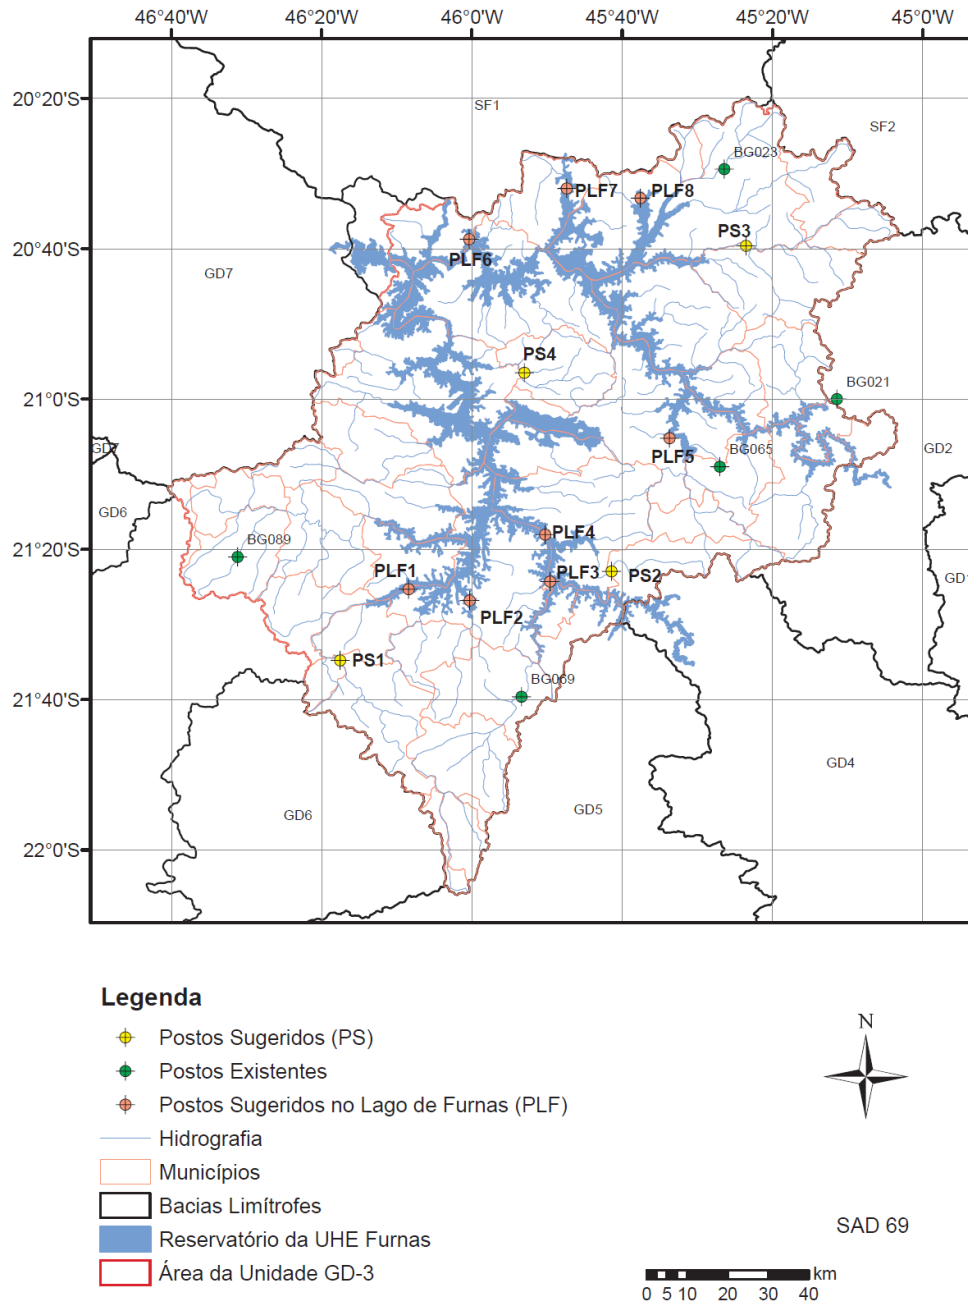 46°20'W 46°20'W 46°0'W 45°40'W 45°20'W 45°0'W
20°20'S
SF1
SF2
BG023
PLF7
PLF8
PS3
20°40'S
PLF6
GD7
PS4
BG021
21°0'S
GD7
PLF5
BG065
GD2
GD6
PLF4
21°20'S
BG089
PLF1
PLF3
PS2
GD1
PLF2
PS1
BG069
21°40'S
GD4
GD6
GD5
22°0'S
Legenda
Postos Sugeridos (PS)
Postos Existentes
Postos Sugeridos no Lago de Furnas (PLF)
Hidrografia
Municípios
Bacias Limítrofes
Reservatório da UHE Furnas
Área da Unidade GD-3
N
SAD 69
km
0 5 10 20 30 40